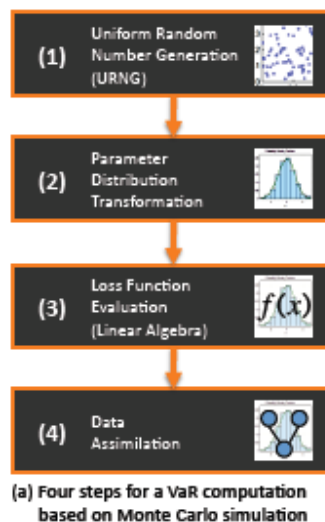 (1)
Uniform Random
Number Generation
(URNG)
(2)
Parameter
Distribution
Transformation
(3)
Loss Function
Evaluation
(Linear Algebra)
f(x)
(4)
Data
Assimilation
(a) Four steps for a VaR computation
based on Monte Carlo simulation